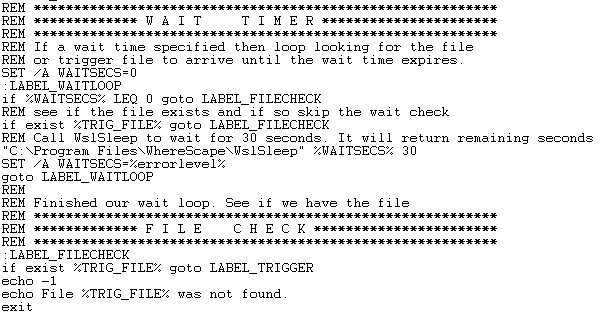 REM *********************************************************
REM ************* W A I T   T I M E R ***********************
REM *********************************************************
REM If a wait time specified then loop looking for the file
REM or trigger file to arrive until the wait time expires.
SET /A WAITSECS=0
:LABEL_WAITLOOP
if %WAITSECS% LEQ 0 goto LABEL_FILECHECK
REM see if the file exists and if so skip the wait check
if exist %TRIG_FILE% goto LABEL_FILECHECK
REM Call WslSleep to wait for 30 seconds. It will return remaining seconds
"C:\Program Files\WhereScape\WslSleep" %WAITSECS% 30
SET /A WAITSECS=%errorlevel%
goto LABEL_WAITLOOP
REM
REM Finished our wait loop. See if we have the file
REM *********************************************************
REM ************* F I L E   C H E C K ***********************
REM *********************************************************
:LABEL_FILECHECK
if exist %TRIG_FILE% goto LABEL_TRIGGER
echo -1
echo File %TRIG_FILE% was not found.
exit